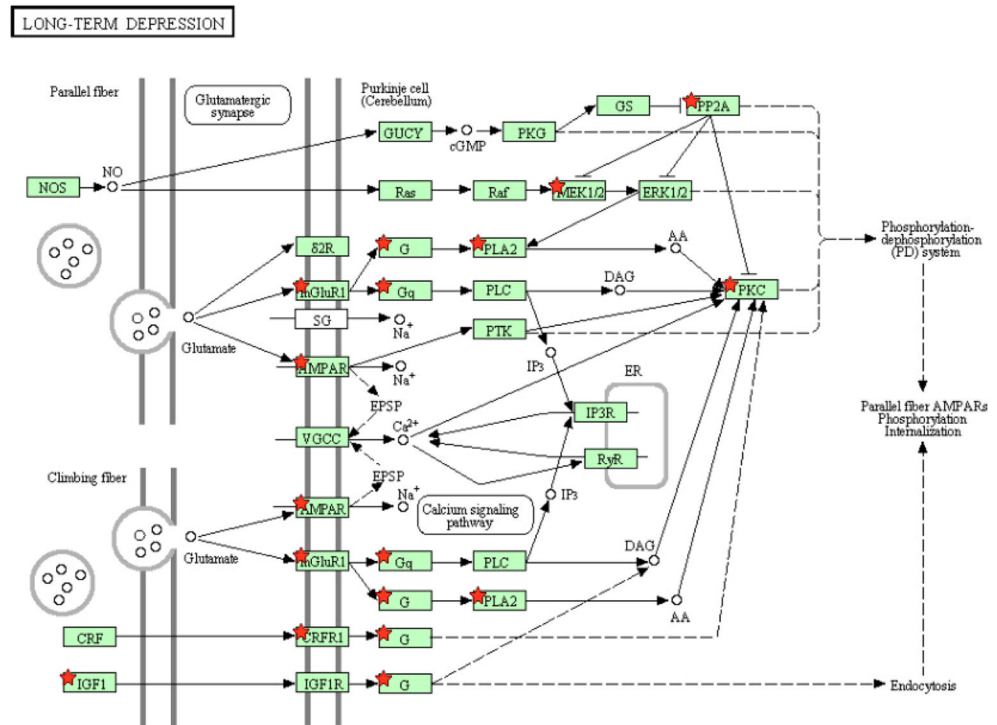 LONG-TERM DEPRESSION
Parallel fiber
Glutamatergic
synapse
Purkinje cell
(Cerebellum)
GUCY
cGMP
PKG
GS
PP2A
NOS
NO
Ras
Raf
MEK1/2
ERK1/2
δ2R
G
PLA2
AA
Phosphorylation-
dephosphorylation
(PD) system
mGluR1
Gq
PLC
DAG
PKC
SG
Na+
PTK
Glutamate
AMPAR
Na+
IP3
ER
EPSP
IP3R
Parallel fiber AMPARs
Phosphorylation
Internalization
VGCC
Ca2+
RyR
Climbing fiber
EPSP
Na+
IP3
AMPAR
Calcium signaling
pathway
Glutamate
mGluR1
Gq
PLC
DAG
G
PLA2
AA
CRF
CRFR1
G
IGF1
IGF1R
G
Endocytosis